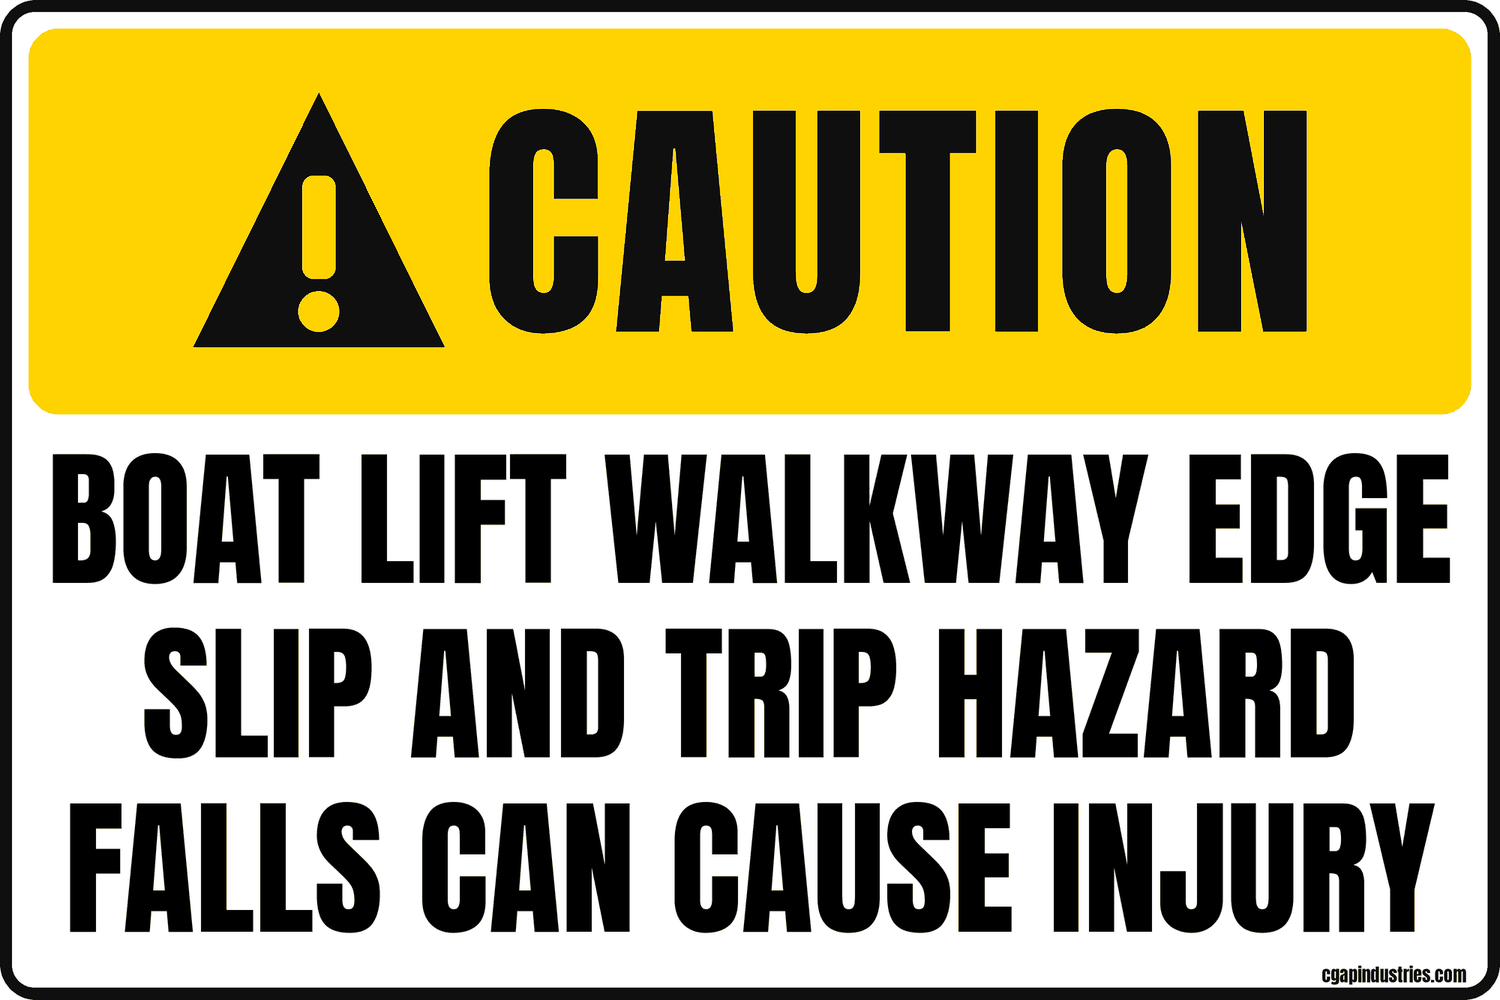 CAUTION
BOAT LIFT WALKWAY EDGE
SLIP AND TRIP HAZARD
FALLS CAN CAUSE INJURY
cgapindustries.com